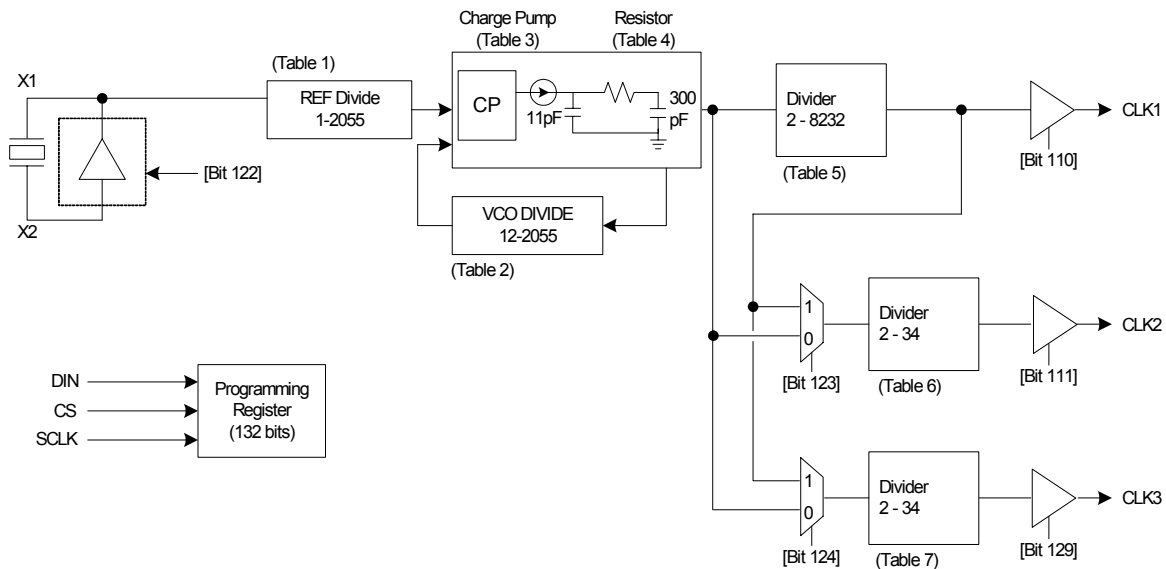 Charge Pump
(Table 3)
Resistor
(Table 4)
(Table 1)
X1
REF Divide
1-2055
CP
11pF
300
pF
Divider
2 - 8232
(Table 5)
CLK1
[Bit 110]
[Bit 122]
X2
VCO DIVIDE
12-2055
(Table 2)
1
0
[Bit 123]
Divider
2 - 34
(Table 6)
CLK2
[Bit 111]
DIN
CS
SCLK
Programming
Register
(132 bits)
1
0
[Bit 124]
Divider
2 - 34
(Table 7)
CLK3
[Bit 129]